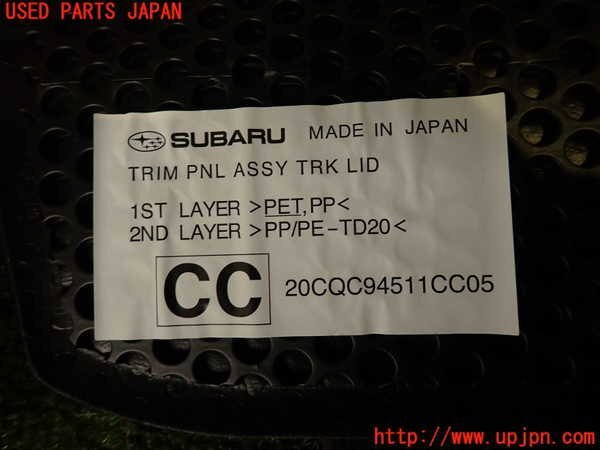 USED PARTS JAPAN
SUBARU MADE IN JAPAN
TRIM PNL ASSY TRK LID
1ST LAYER >PET,PP<
2ND LAYER >PP/PE-TD20<
CC 20CQC94511CC05
http://www.upjpn.com